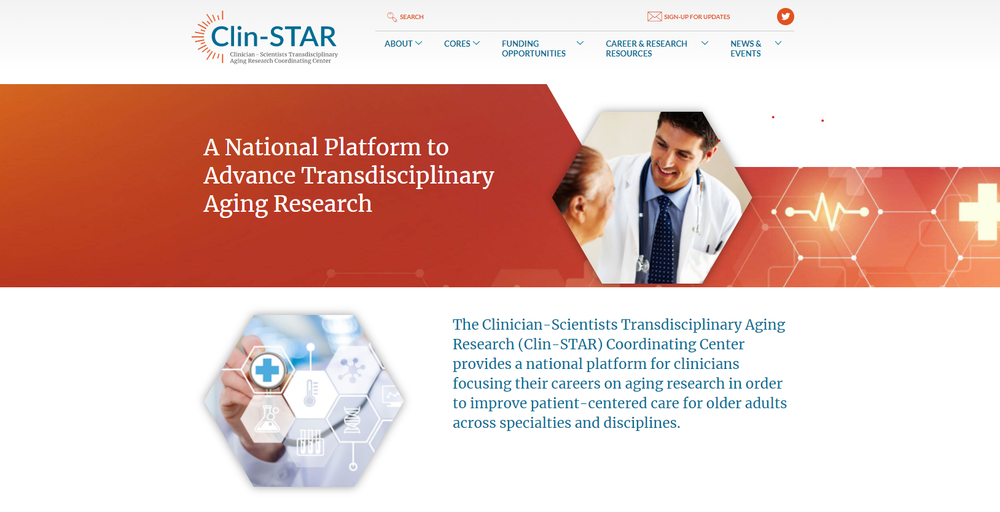 SEARCH
SIGN-UP FOR UPDATES
Clin-STAR
Clinician - Scientists Transdisciplinary
Aging Research Coordinating Center
ABOUT
CORES
FUNDING
OPPORTUNITIES
CAREER & RESEARCH
RESOURCES
NEWS &
EVENTS
A National Platform to
Advance Transdisciplinary
Aging Research
The Clinician-Scientists Transdisciplinary Aging
Research (Clin-STAR) Coordinating Center
provides a national platform for clinicians
focusing their careers on aging research in order
to improve patient-centered care for older adults
across specialties and disciplines.